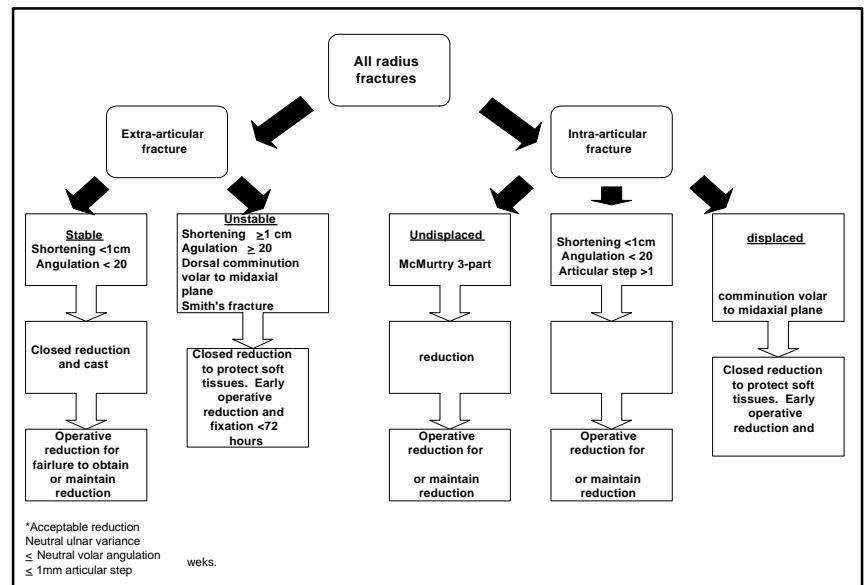 All radius
fractures
Extra-articular
fracture
Intra-articular
fracture
Stable
Shortening <1cm
Angulation < 20
Unstable
Shortening ≥1 cm
Agulation ≥ 20
Dorsal comminution
volar to midaxial
plane
Smith's fracture
Undisplaced
McMurtry 3-part
Shortening <1cm
Angulation < 20
Articular step >1
displaced
comminution volar
to midaxial plane
Closed reduction
and cast
Closed reduction
to protect soft
tissues. Early
operative
reduction and
fixation <72
hours
reduction
Closed reduction
to protect soft
tissues. Early
operative
reduction and
Operative
reduction for
fairlure to obtain
or maintain
reduction
Operative
reduction for
or maintain
reduction
Operative
reduction for
or maintain
reduction
*Acceptable reduction
Neutral ulnar variance
≤ Neutral volar angulation
≤ 1mm articular step
weks.